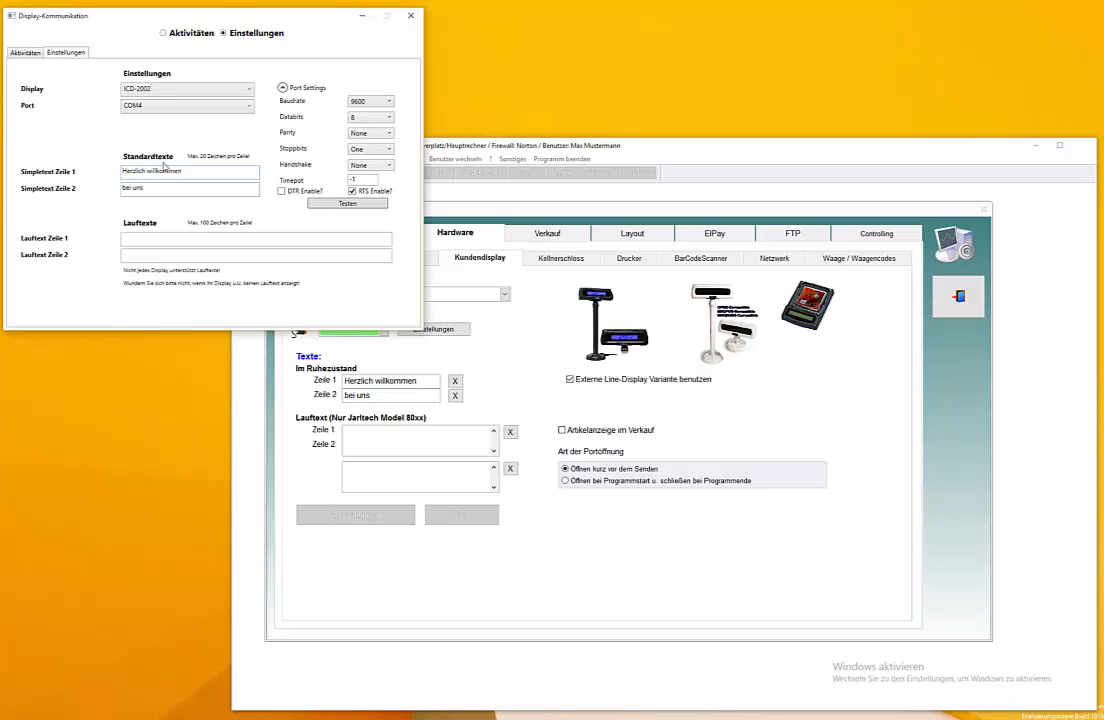 Display-Kommunikation
Aktivitäten Einstellungen
Aktivitäten Einstellungen
Einstellungen
Display ICD-2002
Port COM4
Port Settings
Baudrate 9600
Databits 8
Parity None
Stoppbits One
Handshake None
Timepot -1
DTR Enable? RTS Enable?
Testen
Standardtexte Max. 20 Zeichen pro Zeile!
Simpletext Zeile 1 Herzlich willkommen
Simpletext Zeile 2 bei uns
Lauftexte Max. 100 Zeichen pro Zeile!
Lauftext Zeile 1
Lauftext Zeile 2
Nicht jedes Display unterstützt Lauftexte!
Wundern Sie sich bitte nicht, wenn Ihr Display u.U. keinen Lauftext anzeigt!
erplatz/Hauptrechner / Firewall: Norton / Benutzer: Max Mustermann
Benutzer wechseln ? Sonstiges Programm beenden
Hardware Verkauf Layout ElPay FTP Controlling
Kundendisplay Kellnerschloss Drucker BarCodeScanner Netzwerk Waage / Waagencodes
stellungen
Texte:
Im Ruhezustand
Zeile 1 Herzlich willkommen X
Zeile 2 bei uns X
Externe Line-Display Variante benutzen
Lauftext (Nur Jarltech Model 80xx)
Zeile 1 X
Zeile 2
X
Artikelanzeige im Verkauf
Art der Portöffnung
Öffnen kurz vor dem Senden
Öffnen bei Programmstart u. schließen bei Programmende
Einstellungen
Windows aktivieren
Wechseln Sie zu den Einstellungen, um Windows zu aktivieren.